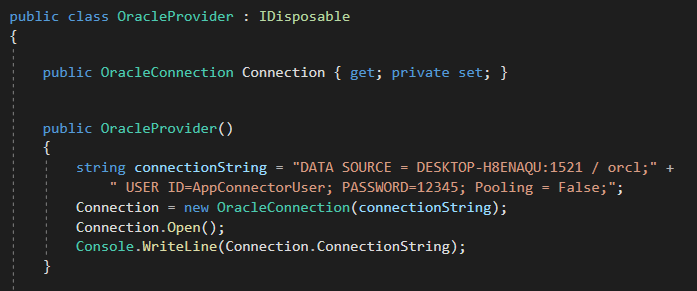 public class OracleProvider : IDisposable
{
public OracleConnection Connection { get; private set; }
public OracleProvider()
{
string connectionString = "DATA SOURCE = DESKTOP-H8ENAQU:1521 / orcl;" +
" USER ID=AppConnectorUser; PASSWORD=12345; Pooling = False;";
Connection = new OracleConnection(connectionString);
Connection.Open();
Console.WriteLine(Connection.ConnectionString);
}